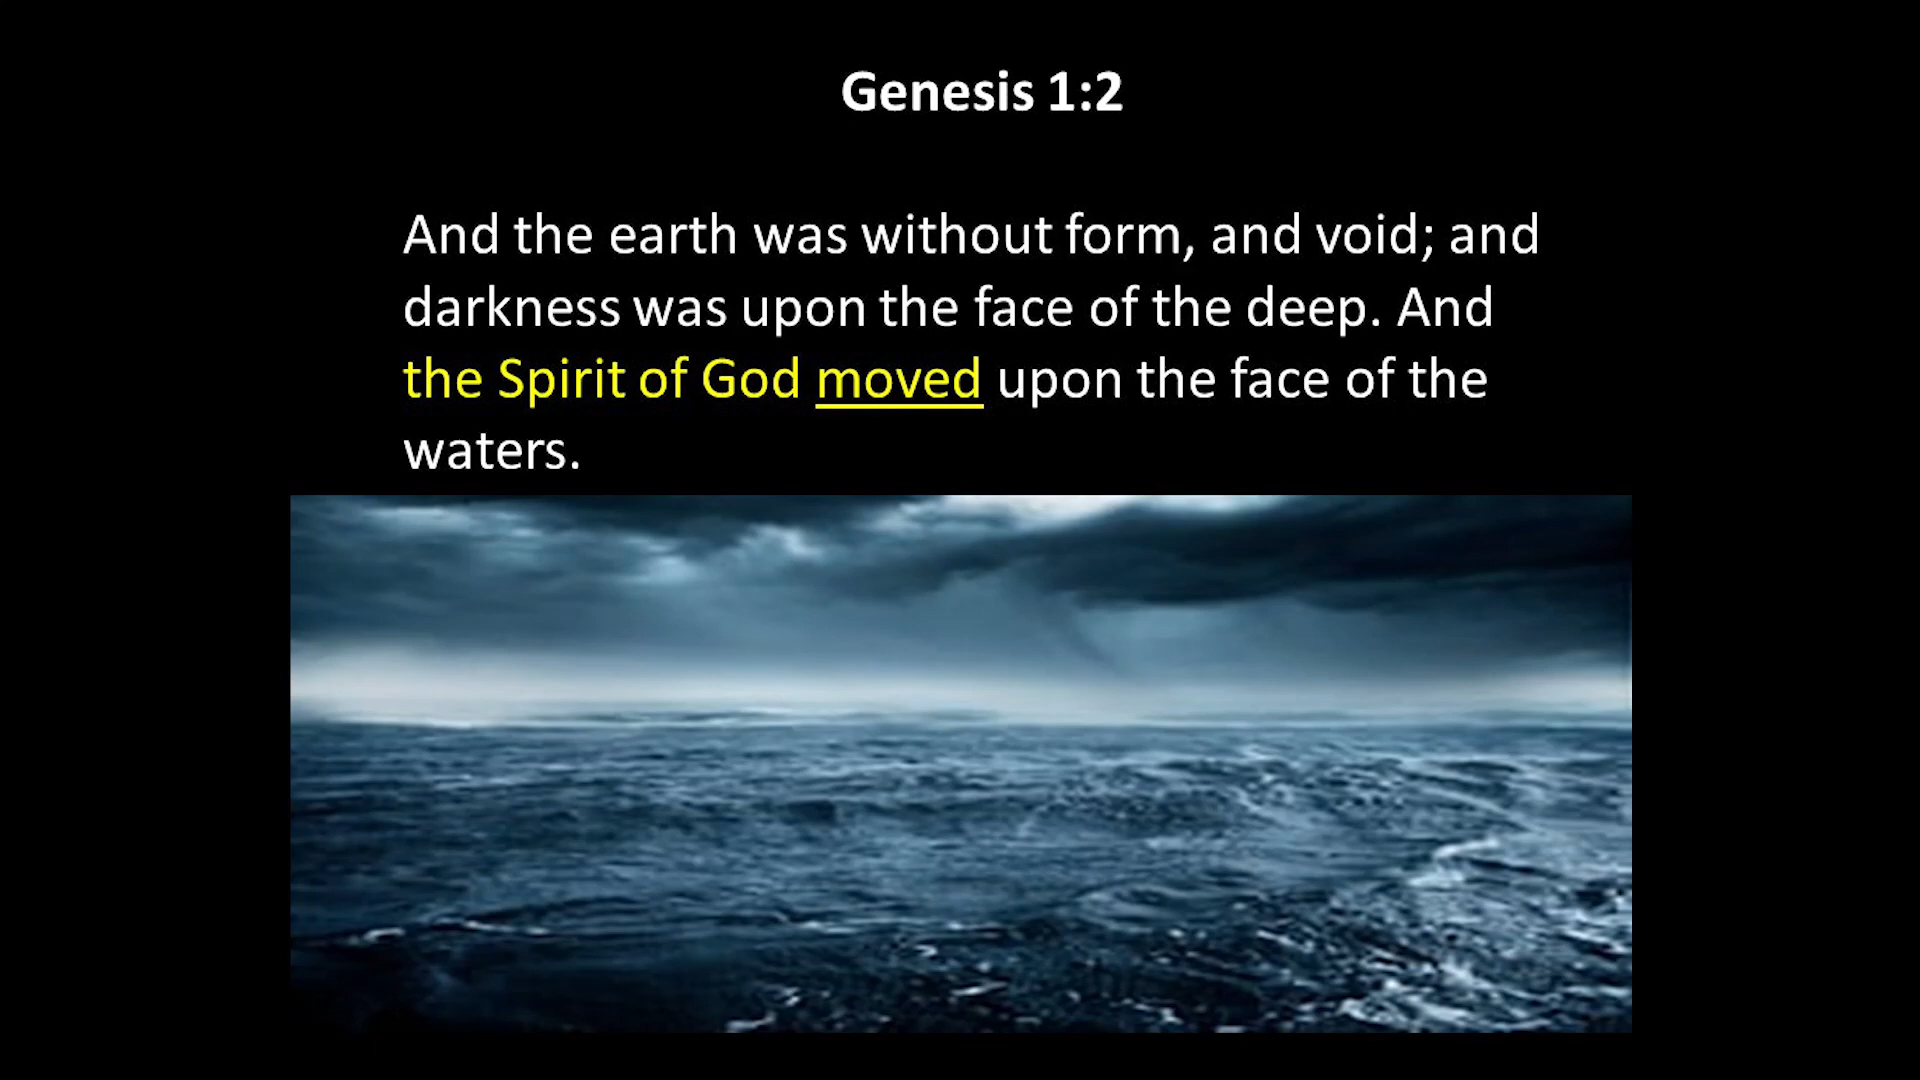 Genesis 1:2
And the earth was without form, and void; and
darkness was upon the face of the deep. And
the Spirit of God moved upon the face of the
waters.